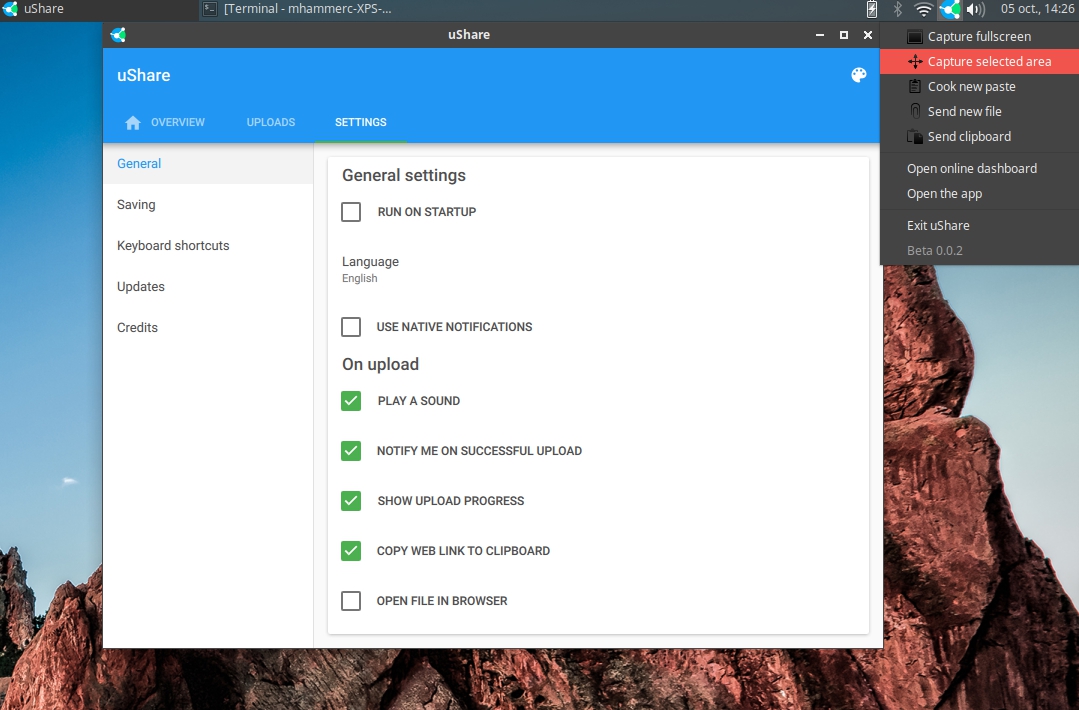 uShare
[Terminal - mhammerc-XPS-...
05 oct., 14:26
uShare
uShare
OVERVIEW
UPLOADS
SETTINGS
General
Saving
Keyboard shortcuts
Updates
Credits
General settings
RUN ON STARTUP
Language
English
USE NATIVE NOTIFICATIONS
On upload
PLAY A SOUND
NOTIFY ME ON SUCCESSFUL UPLOAD
SHOW UPLOAD PROGRESS
COPY WEB LINK TO CLIPBOARD
OPEN FILE IN BROWSER
Capture fullscreen
Capture selected area
Cook new paste
Send new file
Send clipboard
Open online dashboard
Open the app
Exit uShare
Beta 0.0.2